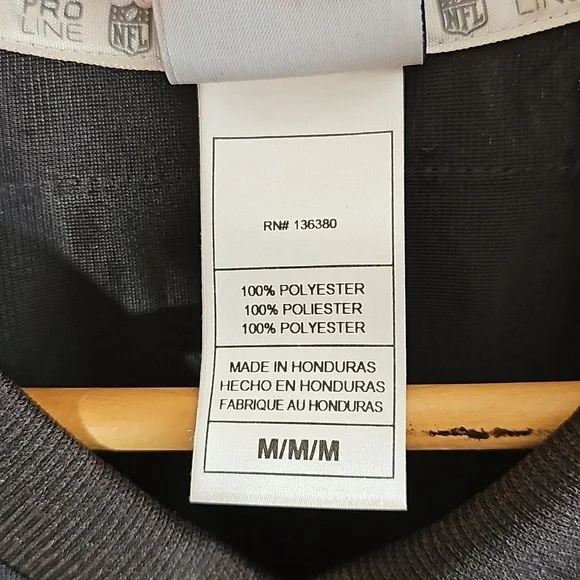 PRO
LINE
NFL
NFL
LINE
RN# 136380
100% POLYESTER
100% POLIESTER
100% POLYESTER
MADE IN HONDURAS
HECHO EN HONDURAS
FABRIQUE AU HONDURAS
M/M/M